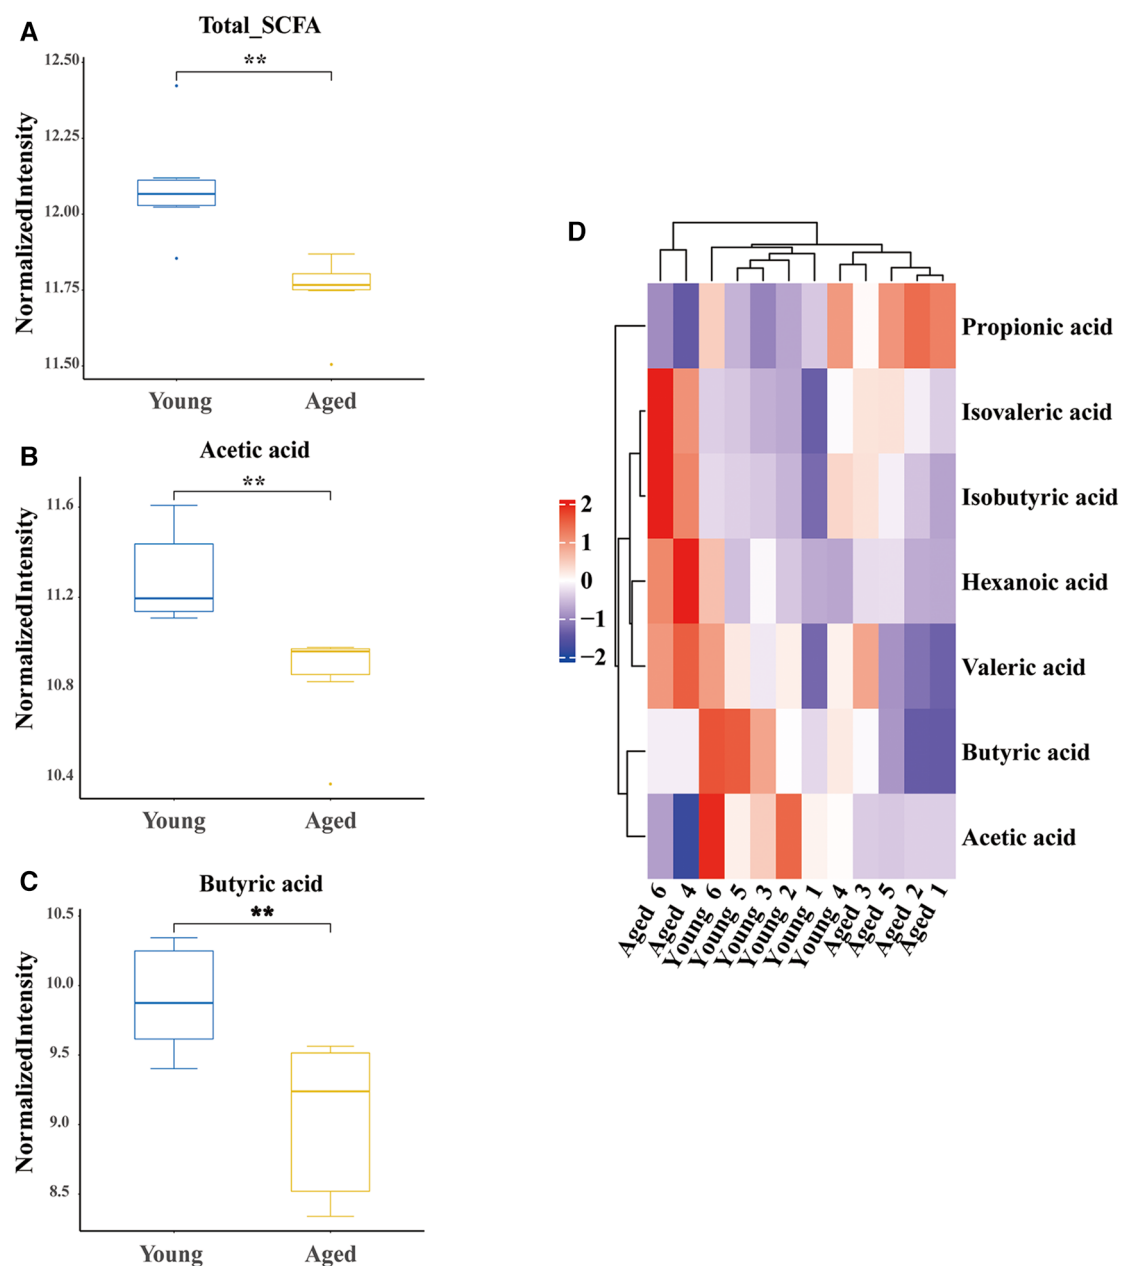 A
Total_SCFA
**
12.50
12.25
12.00
11.75
11.50
NormalizedIntensity
Young Aged
B
Acetic acid
**
11.6
11.2
10.8
10.4
NormalizedIntensity
Young Aged
C
Butyric acid
**
10.5
10.0
9.5
9.0
8.5
NormalizedIntensity
Young Aged
D
Propionic acid
Isovaleric acid
Isobutyric acid
Hexanoic acid
Valeric acid
Butyric acid
Acetic acid
2
1
0
−1
−2
Aged 6
Aged 4
Young 6
Young 5
Young 3
Young 2
Young 1
Young 4
Aged 3
Aged 5
Aged 2
Aged 1